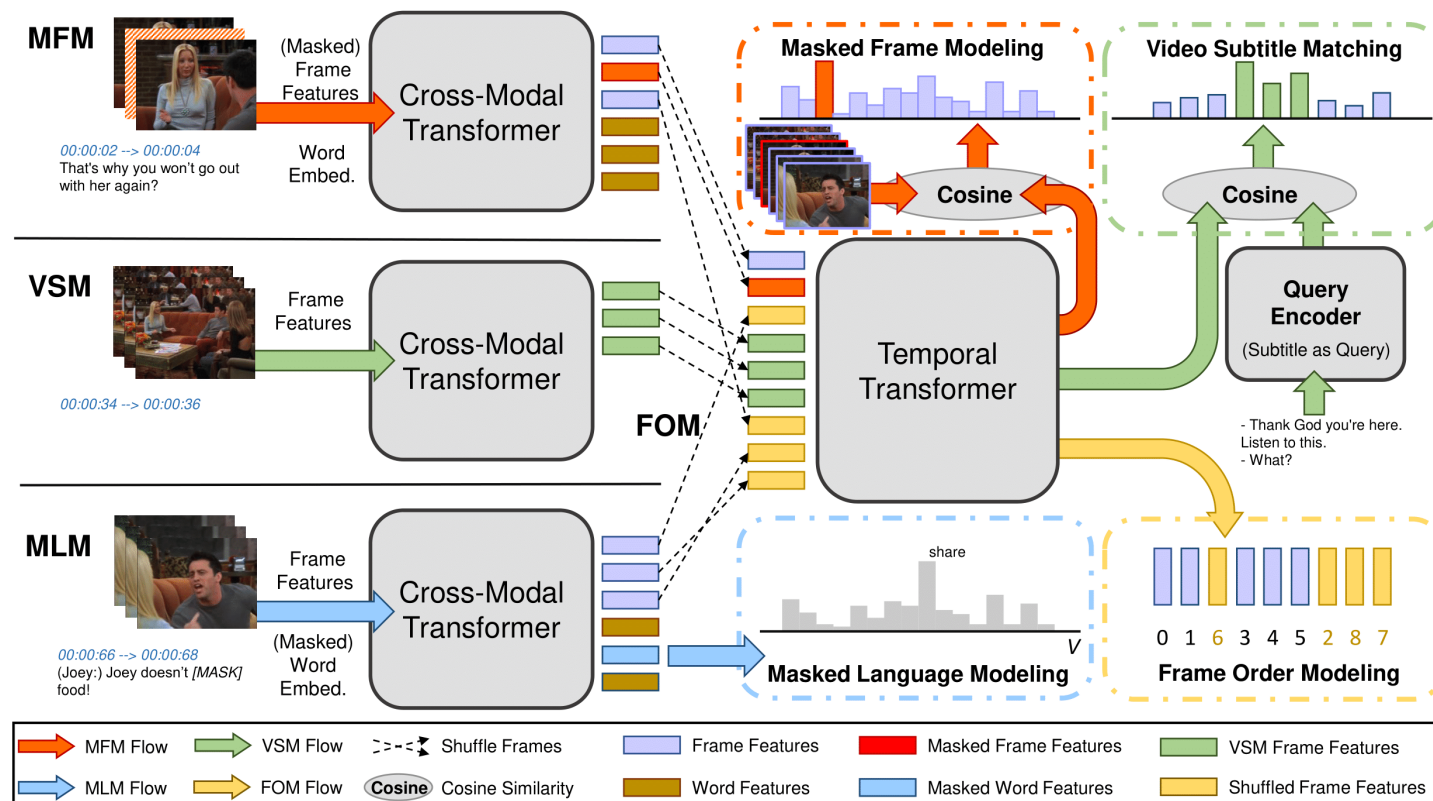 MFM
(Masked)
Frame
Features
Word
Embed.
00:00:02 --> 00:00:04
That's why you won't go out
with her again?
Cross-Modal
Transformer
VSM
Frame
Features
00:00:34 --> 00:00:36
Cross-Modal
Transformer
MLM
Frame
Features
(Masked)
Word
Embed.
00:00:66 --> 00:00:68
(Joey:) Joey doesn't [MASK]
food!
Cross-Modal
Transformer
FOM
Temporal
Transformer
Masked Frame Modeling
Cosine
Video Subtitle Matching
Cosine
Query
Encoder
(Subtitle as Query)
- Thank God you're here.
Listen to this.
- What?
share
V
Masked Language Modeling
0 1 6 3 4 5 2 8 7
Frame Order Modeling
MFM Flow
VSM Flow
Shuffle Frames
Frame Features
Masked Frame Features
VSM Frame Features
MLM Flow
FOM Flow
Cosine
Cosine Similarity
Word Features
Masked Word Features
Shuffled Frame Features